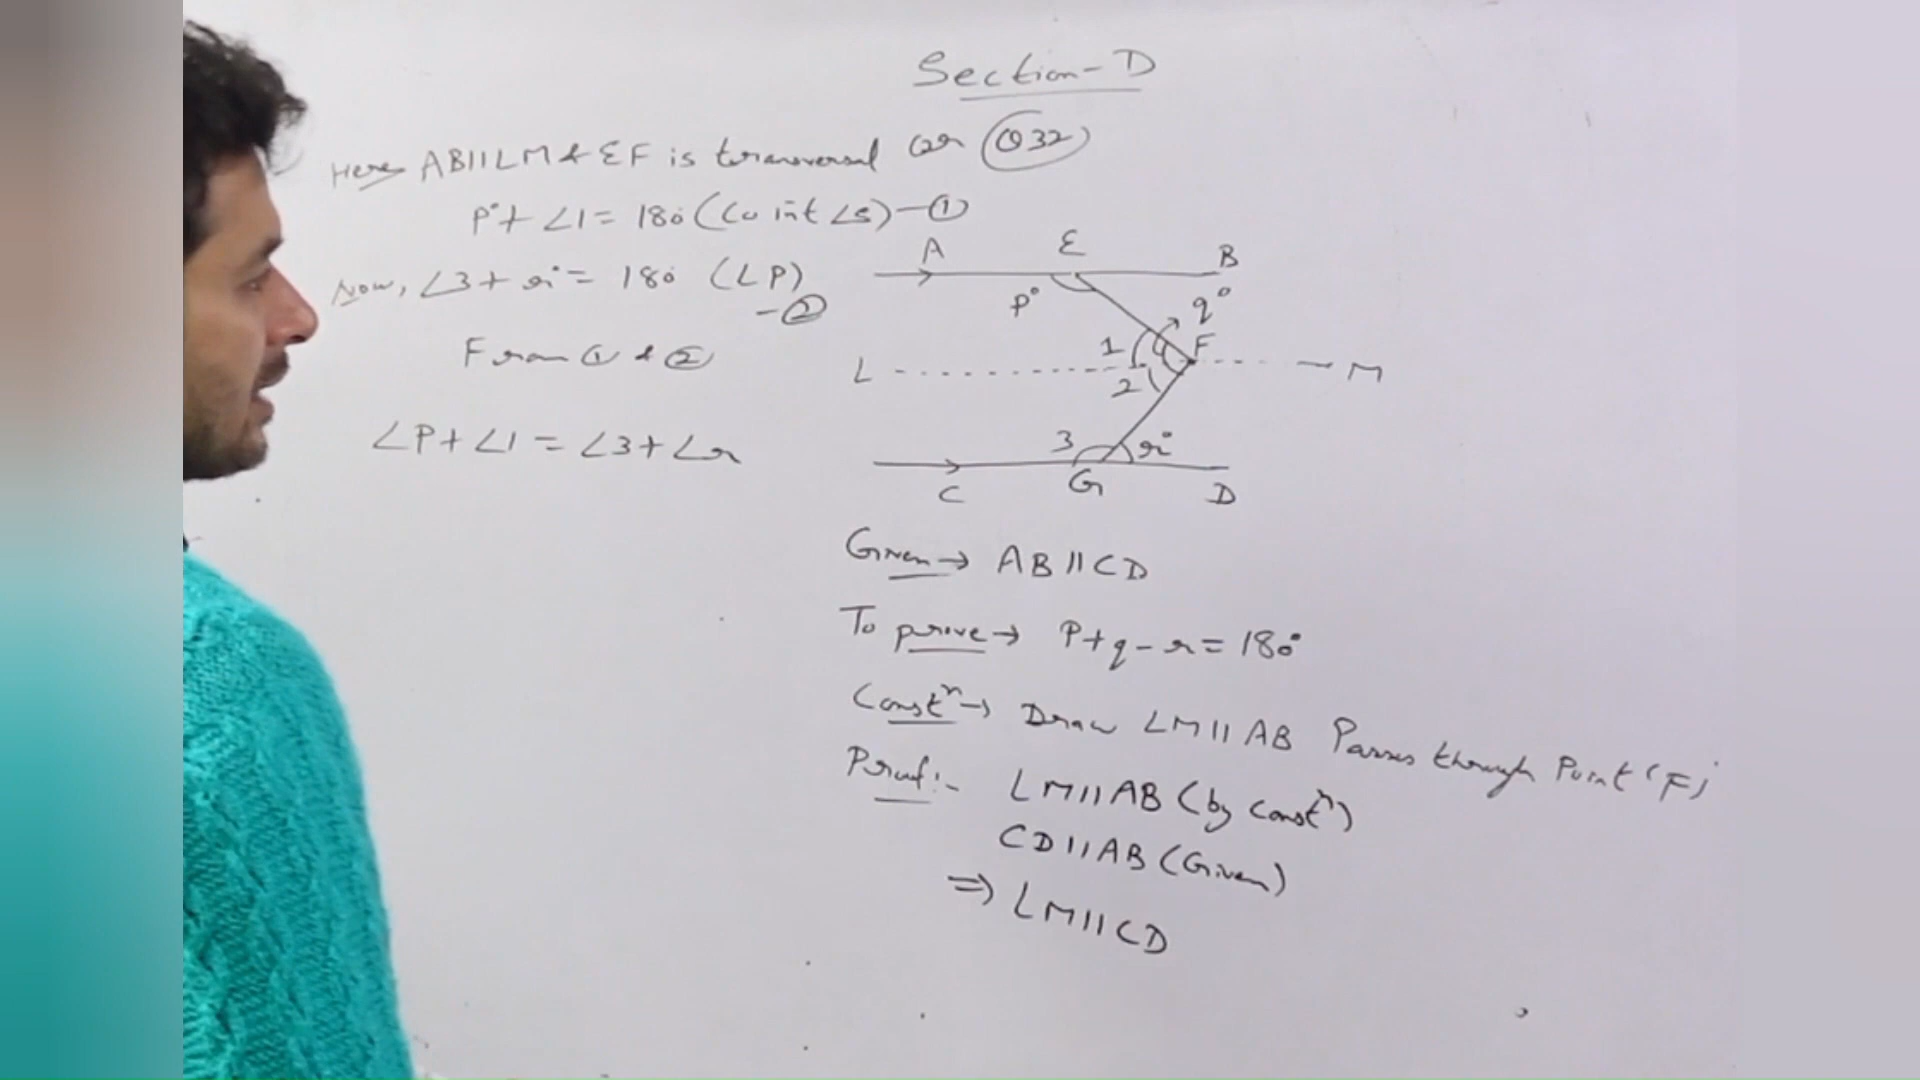 Section-D
Here AB||LM & EF is transversal or Q32
P°+ ∠1 = 180° (Co int ∠s) — ①
Now, ∠3 + r° = 180° (LP)
- ②
From ① & ②
∠P + ∠1 = ∠3 + ∠r
A E B
P° q°
1 F
L M
2
3 r°
C G D
Given → AB||CD
To prove → P+q-r = 180°
Constⁿ → Draw LM||AB Passes through Point 'F'
Proof:- LM||AB (by constⁿ)
CD||AB (Given)
⇒ LM||CD